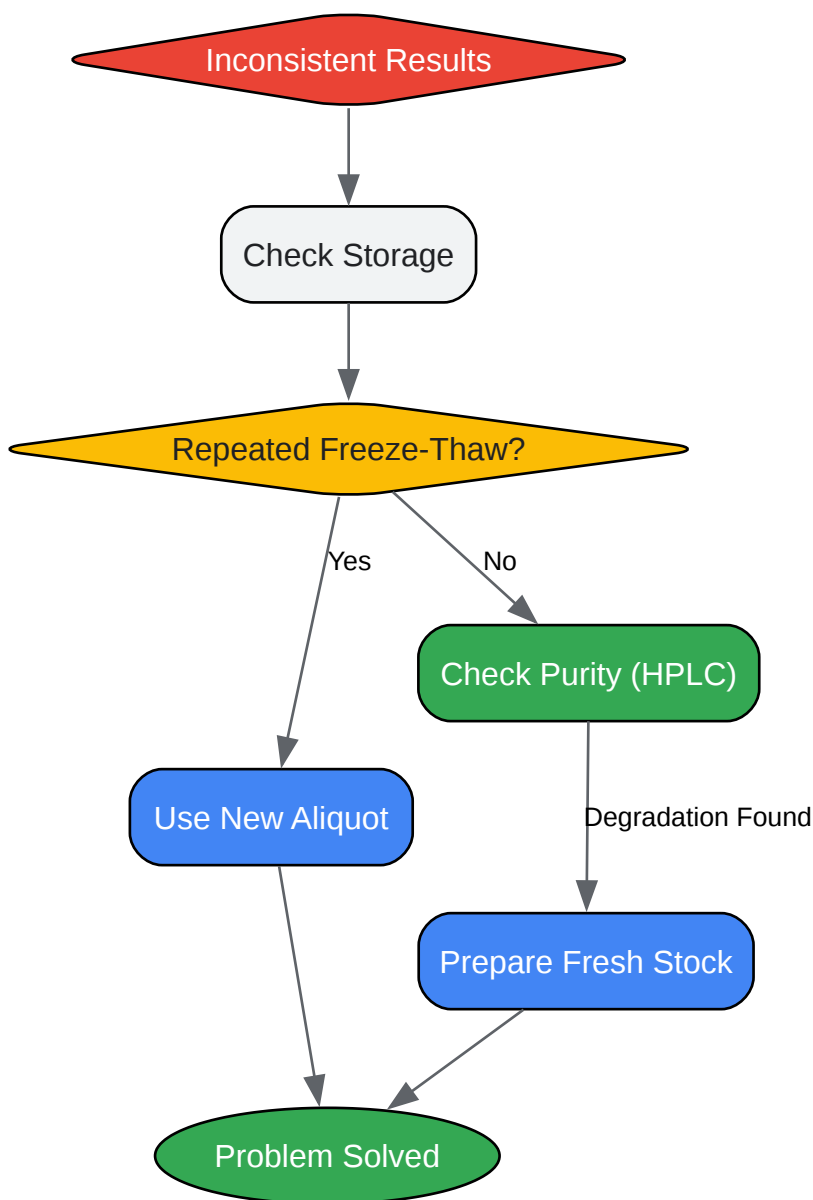 Inconsistent Results
Check Storage
Repeated Freeze-Thaw?
Yes
No
Check Purity (HPLC)
Use New Aliquot
Degradation Found
Prepare Fresh Stock
Problem Solved